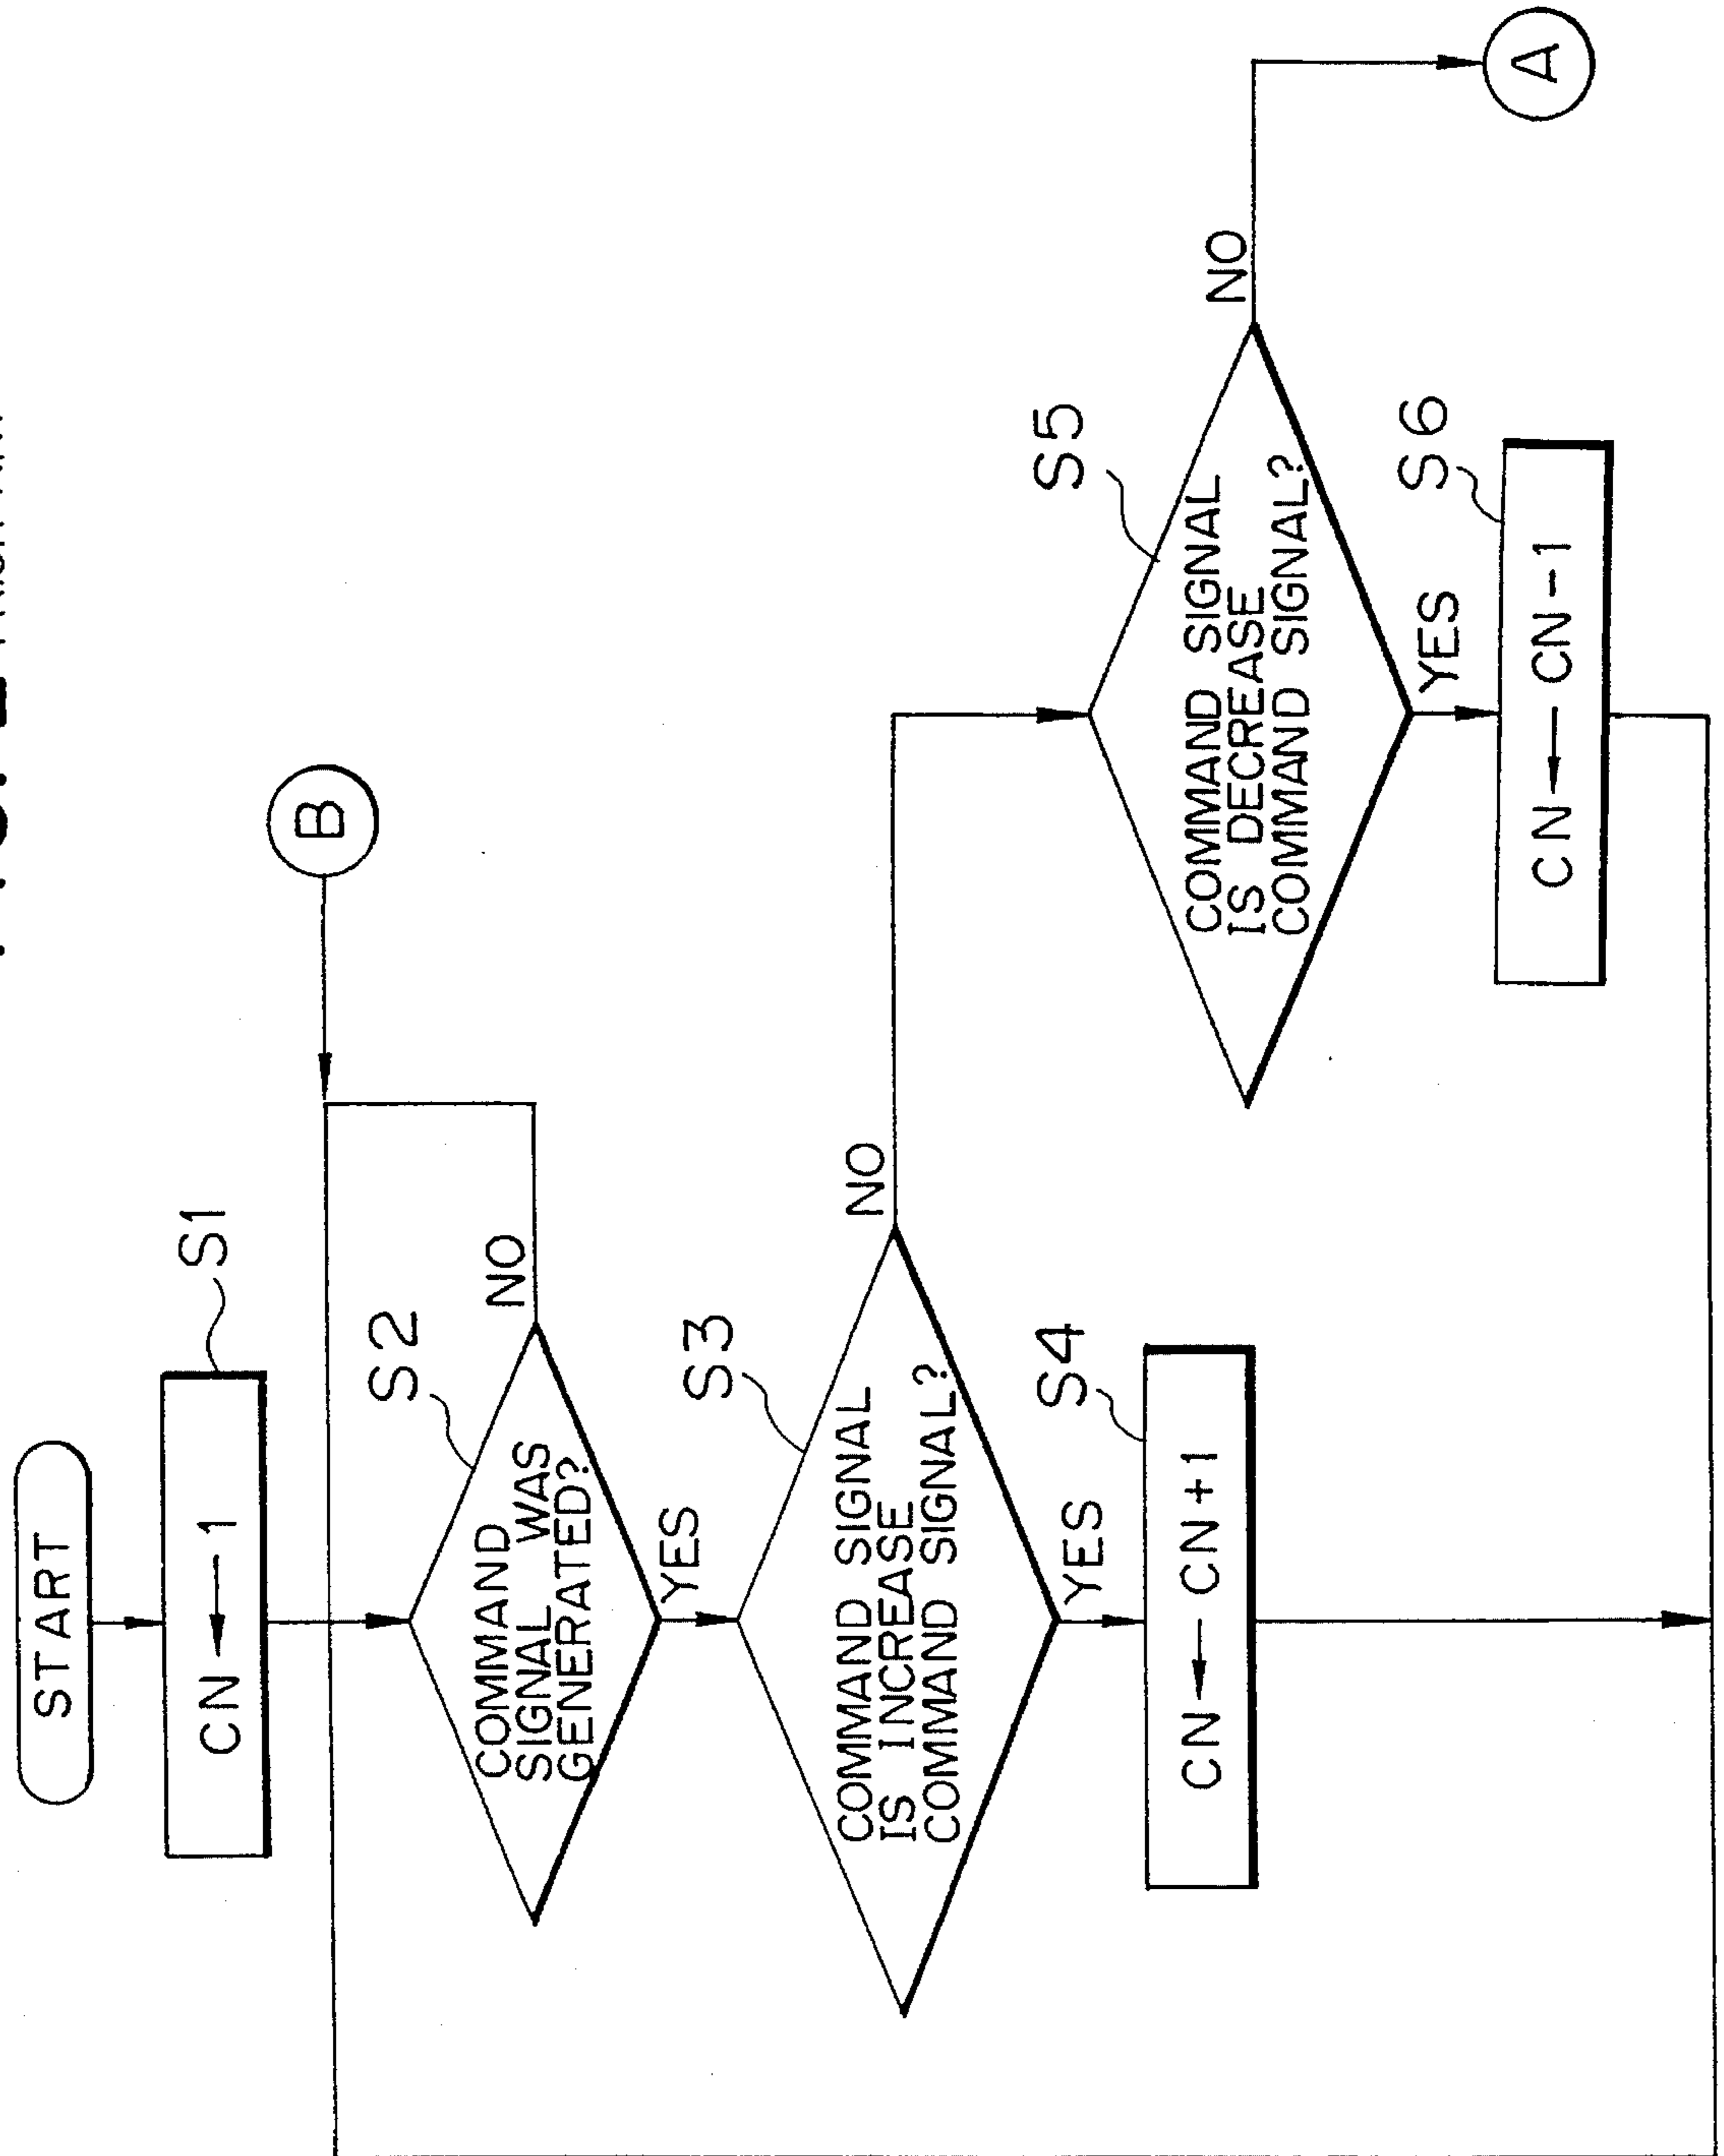 START
CN ← 1
S1
B
COMMAND
SIGNAL WAS
GENERATED?
S2
NO
YES
COMMAND SIGNAL
IS INCREASE
COMMAND SIGNAL?
S3
NO
YES
CN ← CN+1
S4
COMMAND SIGNAL
IS DECREASE
COMMAND SIGNAL?
S5
NO
YES
CN ← CN-1
S6
A